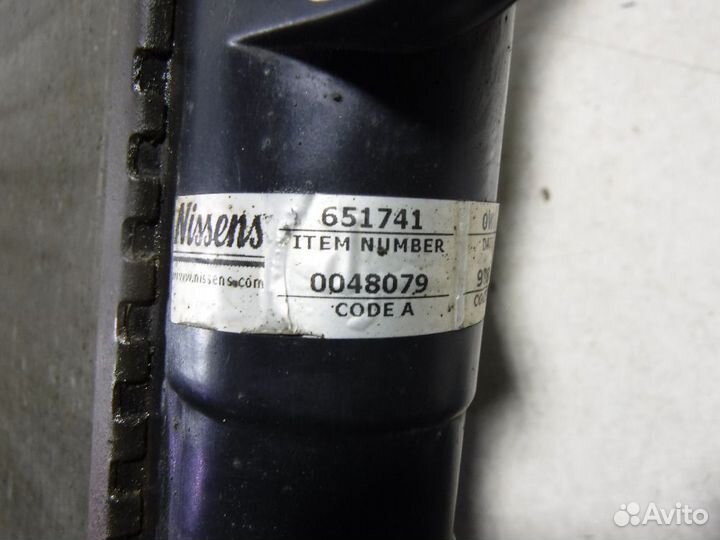 Nissens
www.nissens.com
651741
ITEM NUMBER
0048079
CODE A
Avito